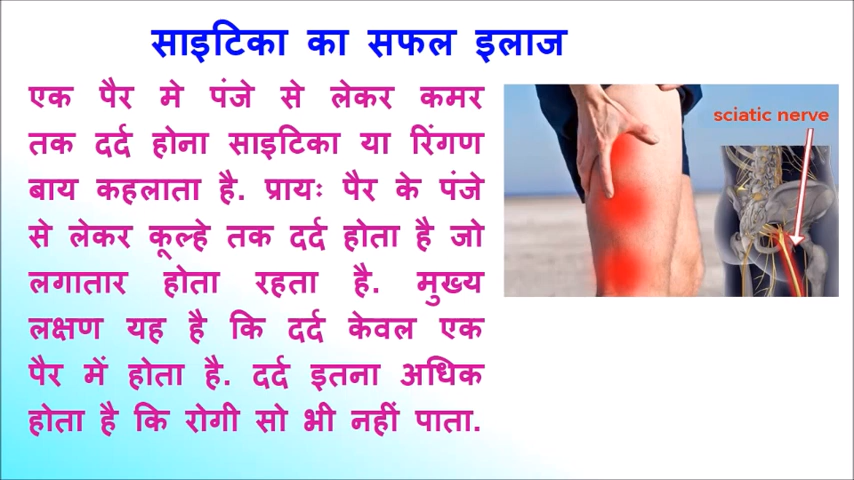 साइटिका का सफल इलाज
एक पैर मे पंजे से लेकर कमर
तक दर्द होना साइटिका या रिंगण
बाय कहलाता है. प्रायः पैर के पंजे
से लेकर कूल्हे तक दर्द होता है जो
लगातार होता रहता है. मुख्य
लक्षण यह है कि दर्द केवल एक
पैर में होता है. दर्द इतना अधिक
होता है कि रोगी सो भी नहीं पाता.
sciatic nerve